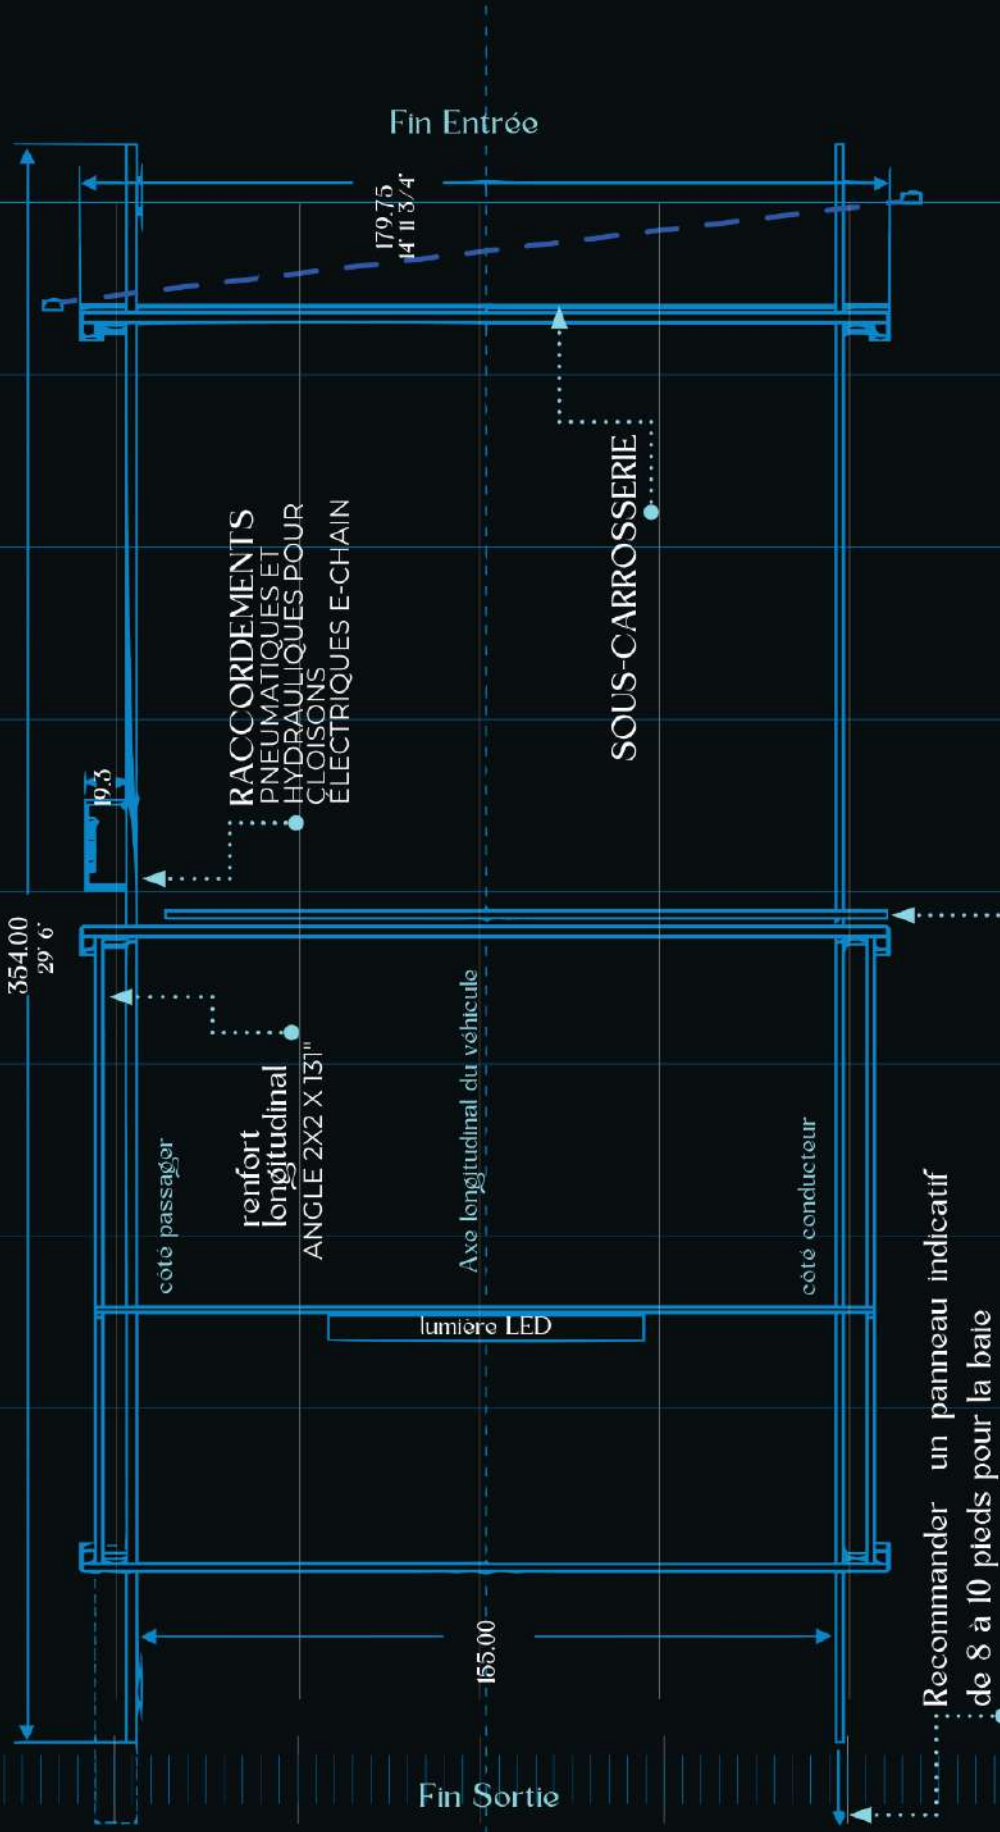 Fin Entrée
179.75
14' 11 3/4"
RACCORDEMENTS
PNEUMATIQUES ET
HYDRAULIQUES POUR
CLOISONS
ÉLECTRIQUES E-CHAIN
SOUS-CARROSSERIE
19.3
354.00
29' 6"
renfort
longitudinal
ANGLE 2X2 X 131"
côté passager
Axe longitudinal du véhicule
côté conducteur
lumière LED
Recommander un panneau indicatif
de 8 à 10 pieds pour la baie
155.00
Fin Sortie